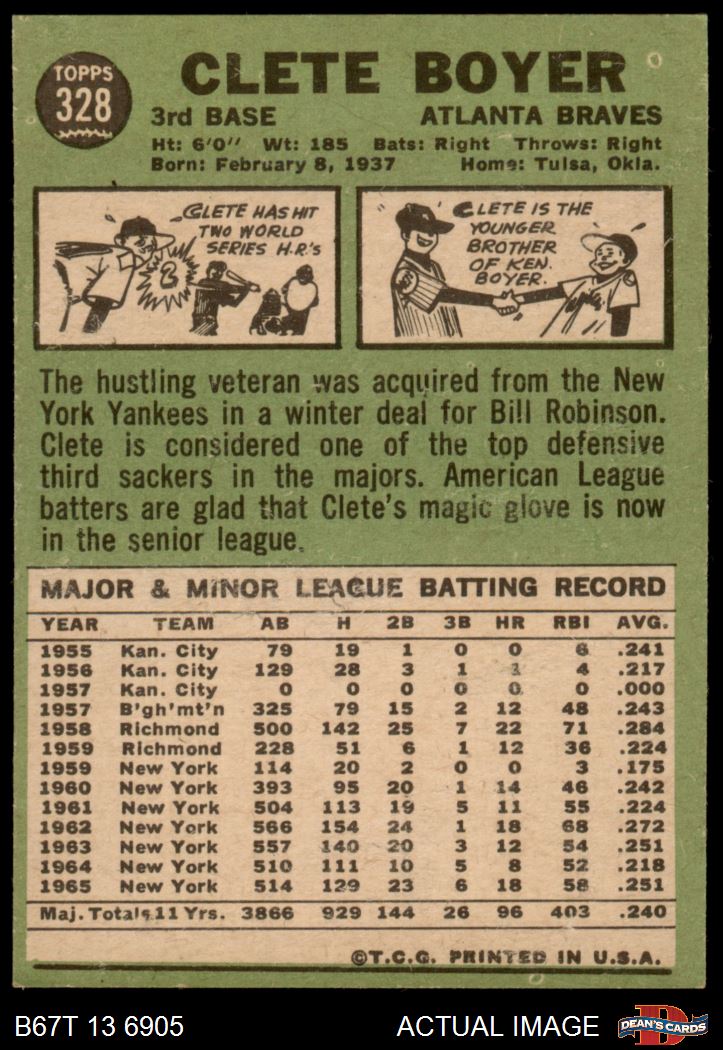 TOPPS
328
CLETE BOYER
3rd BASE ATLANTA BRAVES
Ht: 6'0" Wt: 185 Bats: Right Throws: Right
Born: February 8, 1937 Home: Tulsa, Okla.
CLETE HAS HIT
TWO WORLD
SERIES H.R.'S
2
CLETE IS THE
YOUNGER
BROTHER
OF KEN
BOYER.
The hustling veteran was acquired from the New
York Yankees in a winter deal for Bill Robinson.
Clete is considered one of the top defensive
third sackers in the majors. American League
batters are glad that Clete's magic glove is now
in the senior league.
MAJOR & MINOR LEAGUE BATTING RECORD
YEAR TEAM AB H 2B 3B HR RBI AVG.
1955 Kan. City 79 19 1 0 0 6 .241
1956 Kan. City 129 28 3 1 1 4 .217
1957 Kan. City 0 0 0 0 0 0 .000
1957 B'gh'mt'n 325 79 15 2 12 48 .243
1958 Richmond 500 142 25 7 22 71 .284
1959 Richmond 228 51 6 1 12 36 .224
1959 New York 114 20 2 0 0 3 .175
1960 New York 393 95 20 1 14 46 .242
1961 New York 504 113 19 5 11 55 .224
1962 New York 566 154 24 1 18 68 .272
1963 New York 557 140 20 3 12 54 .251
1964 New York 510 111 10 5 8 52 .218
1965 New York 514 129 23 6 18 58 .251
Maj. Totals 11 Yrs. 3866 929 144 26 96 403 .240
©T.C.G. PRINTED IN U.S.A.
B67T 13 6905 ACTUAL IMAGE
D
DEAN'S CARDS